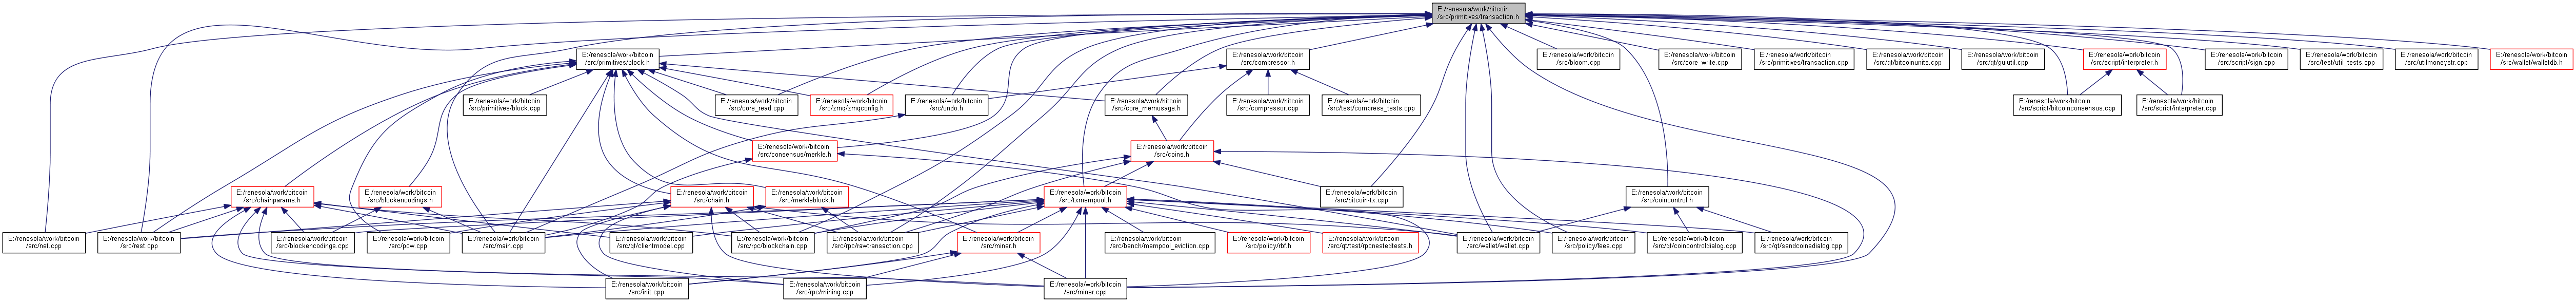 E:/renesola/work/bitcoin
/src/primitives/transaction.h
E:/renesola/work/bitcoin
/src/primitives/block.h
E:/renesola/work/bitcoin
/src/compressor.h
E:/renesola/work/bitcoin
/src/bloom.cpp
E:/renesola/work/bitcoin
/src/core_write.cpp
E:/renesola/work/bitcoin
/src/primitives/transaction.cpp
E:/renesola/work/bitcoin
/src/qt/bitcoinunits.cpp
E:/renesola/work/bitcoin
/src/qt/guiutil.cpp
E:/renesola/work/bitcoin
/src/script/interpreter.h
E:/renesola/work/bitcoin
/src/script/sign.cpp
E:/renesola/work/bitcoin
/src/test/util_tests.cpp
E:/renesola/work/bitcoin
/src/utilmoneystr.cpp
E:/renesola/work/bitcoin
/src/wallet/walletdb.h
E:/renesola/work/bitcoin
/src/primitives/block.cpp
E:/renesola/work/bitcoin
/src/core_read.cpp
E:/renesola/work/bitcoin
/src/zmq/zmqconfig.h
E:/renesola/work/bitcoin
/src/undo.h
E:/renesola/work/bitcoin
/src/core_memusage.h
E:/renesola/work/bitcoin
/src/compressor.cpp
E:/renesola/work/bitcoin
/src/test/compress_tests.cpp
E:/renesola/work/bitcoin
/src/script/bitcoinconsensus.cpp
E:/renesola/work/bitcoin
/src/script/interpreter.cpp
E:/renesola/work/bitcoin
/src/consensus/merkle.h
E:/renesola/work/bitcoin
/src/coins.h
E:/renesola/work/bitcoin
/src/chainparams.h
E:/renesola/work/bitcoin
/src/blockencodings.h
E:/renesola/work/bitcoin
/src/chain.h
E:/renesola/work/bitcoin
/src/merkleblock.h
E:/renesola/work/bitcoin
/src/txmempool.h
E:/renesola/work/bitcoin
/src/bitcoin-tx.cpp
E:/renesola/work/bitcoin
/src/coincontrol.h
E:/renesola/work/bitcoin
/src/net.cpp
E:/renesola/work/bitcoin
/src/rest.cpp
E:/renesola/work/bitcoin
/src/blockencodings.cpp
E:/renesola/work/bitcoin
/src/pow.cpp
E:/renesola/work/bitcoin
/src/main.cpp
E:/renesola/work/bitcoin
/src/qt/clientmodel.cpp
E:/renesola/work/bitcoin
/src/rpc/blockchain.cpp
E:/renesola/work/bitcoin
/src/rpc/rawtransaction.cpp
E:/renesola/work/bitcoin
/src/miner.h
E:/renesola/work/bitcoin
/src/bench/mempool_eviction.cpp
E:/renesola/work/bitcoin
/src/policy/rbf.h
E:/renesola/work/bitcoin
/src/qt/test/rpcnestedtests.h
E:/renesola/work/bitcoin
/src/wallet/wallet.cpp
E:/renesola/work/bitcoin
/src/policy/fees.cpp
E:/renesola/work/bitcoin
/src/qt/coincontroldialog.cpp
E:/renesola/work/bitcoin
/src/qt/sendcoinsdialog.cpp
E:/renesola/work/bitcoin
/src/init.cpp
E:/renesola/work/bitcoin
/src/rpc/mining.cpp
E:/renesola/work/bitcoin
/src/miner.cpp